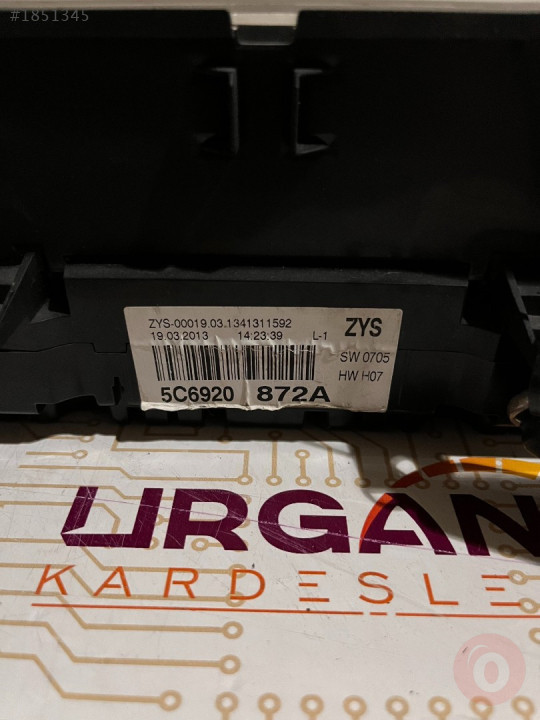 #1851345
ZYS-00019.03.1341311592
19.03.2013 14:23:39 L-1
ZYS
SW 0705
HW H07
5C6920 872A
URGAN
KARDESLE